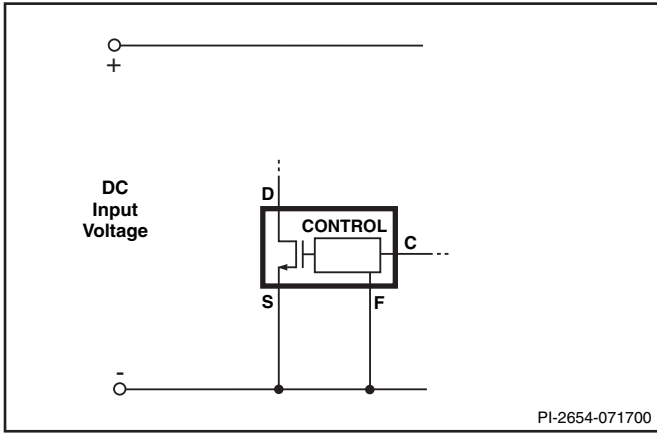 +
DC
Input
Voltage
D
CONTROL
C
S
F
-
PI-2654-071700